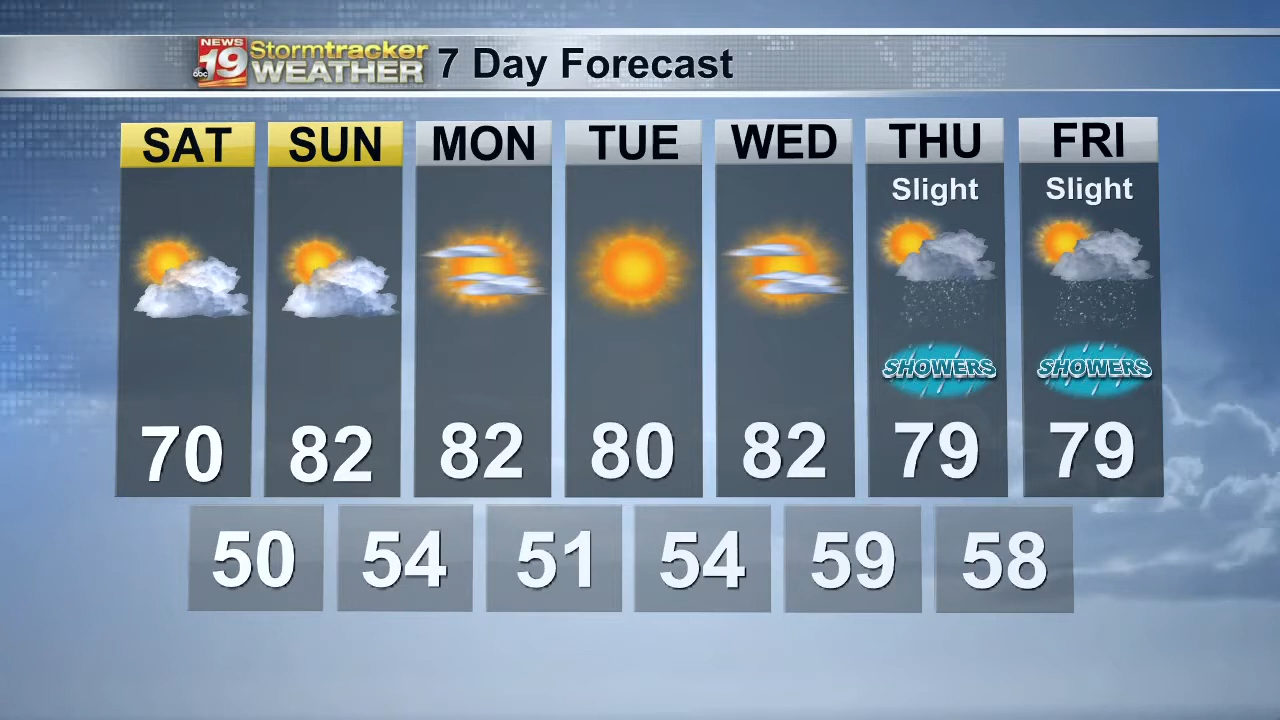 NEWS
abc 19
Stormtracker
WEATHER
7 Day Forecast
SAT SUN MON TUE WED THU FRI
Slight Slight
SHOWERS SHOWERS
70 82 82 80 82 79 79
50 54 51 54 59 58